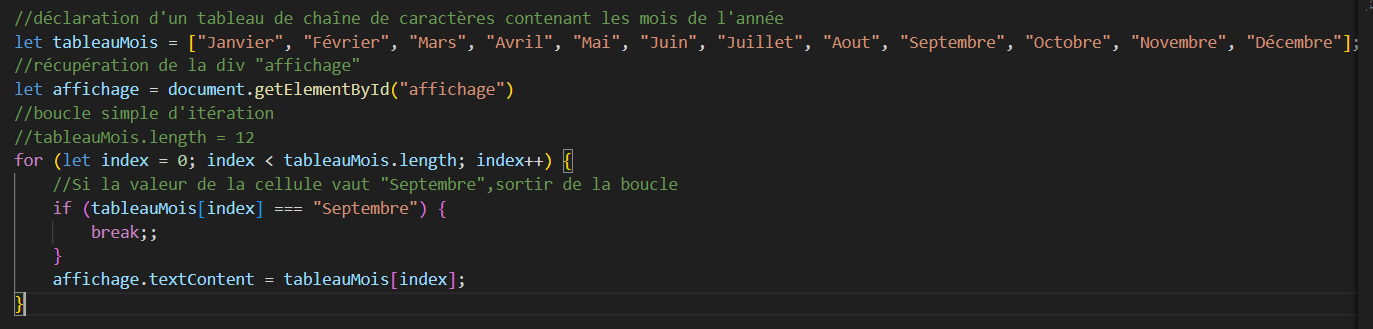 //déclaration d'un tableau de chaîne de caractères contenant les mois de l'année
let tableauMois = ["Janvier", "Février", "Mars", "Avril", "Mai", "Juin", "Juillet", "Aout", "Septembre", "Octobre", "Novembre", "Décembre"];
//récupération de la div "affichage"
let affichage = document.getElementById("affichage")
//boucle simple d'itération
//tableauMois.length = 12
for (let index = 0; index < tableauMois.length; index++) {
    //Si la valeur de la cellule vaut "Septembre",sortir de la boucle
    if (tableauMois[index] === "Septembre") {
        break;;
    }
    affichage.textContent = tableauMois[index];
}